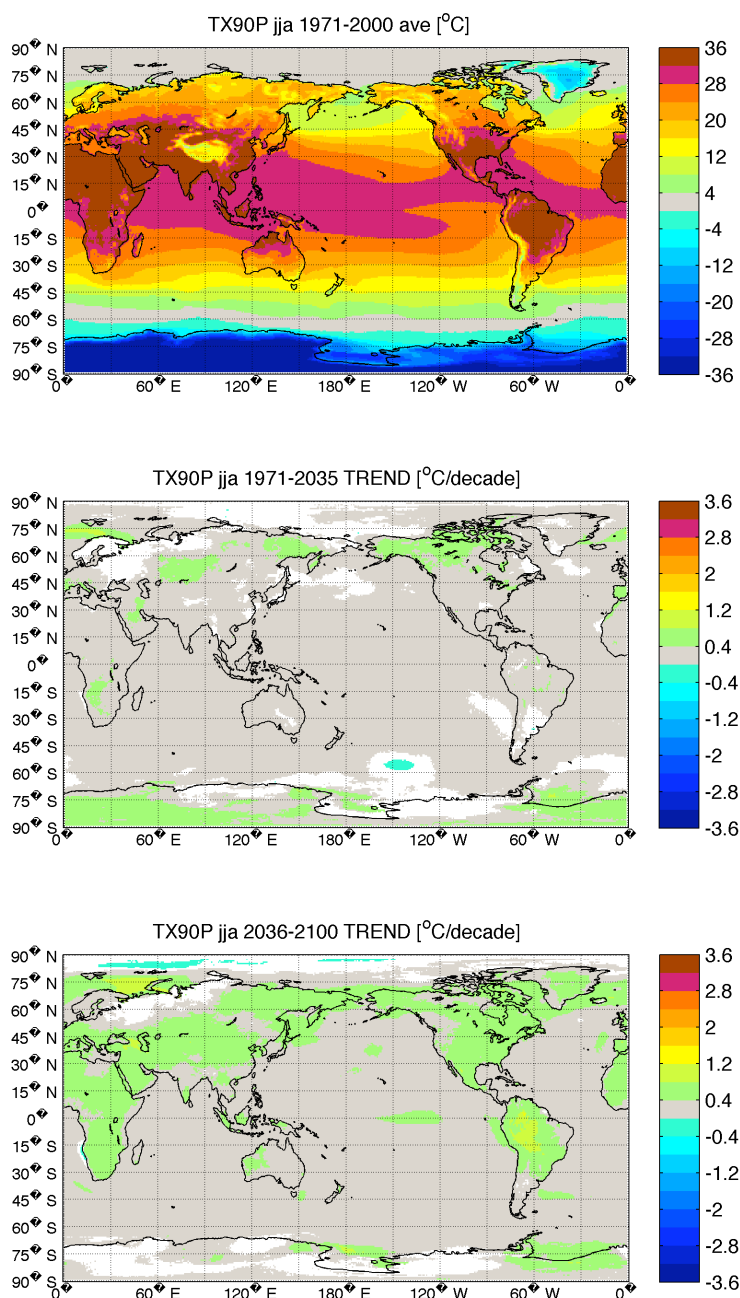 TX90P jja 1971-2000 ave [°C]
90� N
75� N
60� N
45� N
30� N
15� N
0�
15� S
30� S
45� S
60� S
75� S
90� S
0� 60� E 120� E 180� E 120� W 60� W 0�
36
28
20
12
4
-4
-12
-20
-28
-36
TX90P jja 1971-2035 TREND [°C/decade]
90� N
75� N
60� N
45� N
30� N
15� N
0�
15� S
30� S
45� S
60� S
75� S
90� S
0� 60� E 120� E 180� E 120� W 60� W 0�
3.6
2.8
2
1.2
0.4
-0.4
-1.2
-2
-2.8
-3.6
TX90P jja 2036-2100 TREND [°C/decade]
90� N
75� N
60� N
45� N
30� N
15� N
0�
15� S
30� S
45� S
60� S
75� S
90� S
0� 60� E 120� E 180� E 120� W 60� W 0�
3.6
2.8
2
1.2
0.4
-0.4
-1.2
-2
-2.8
-3.6